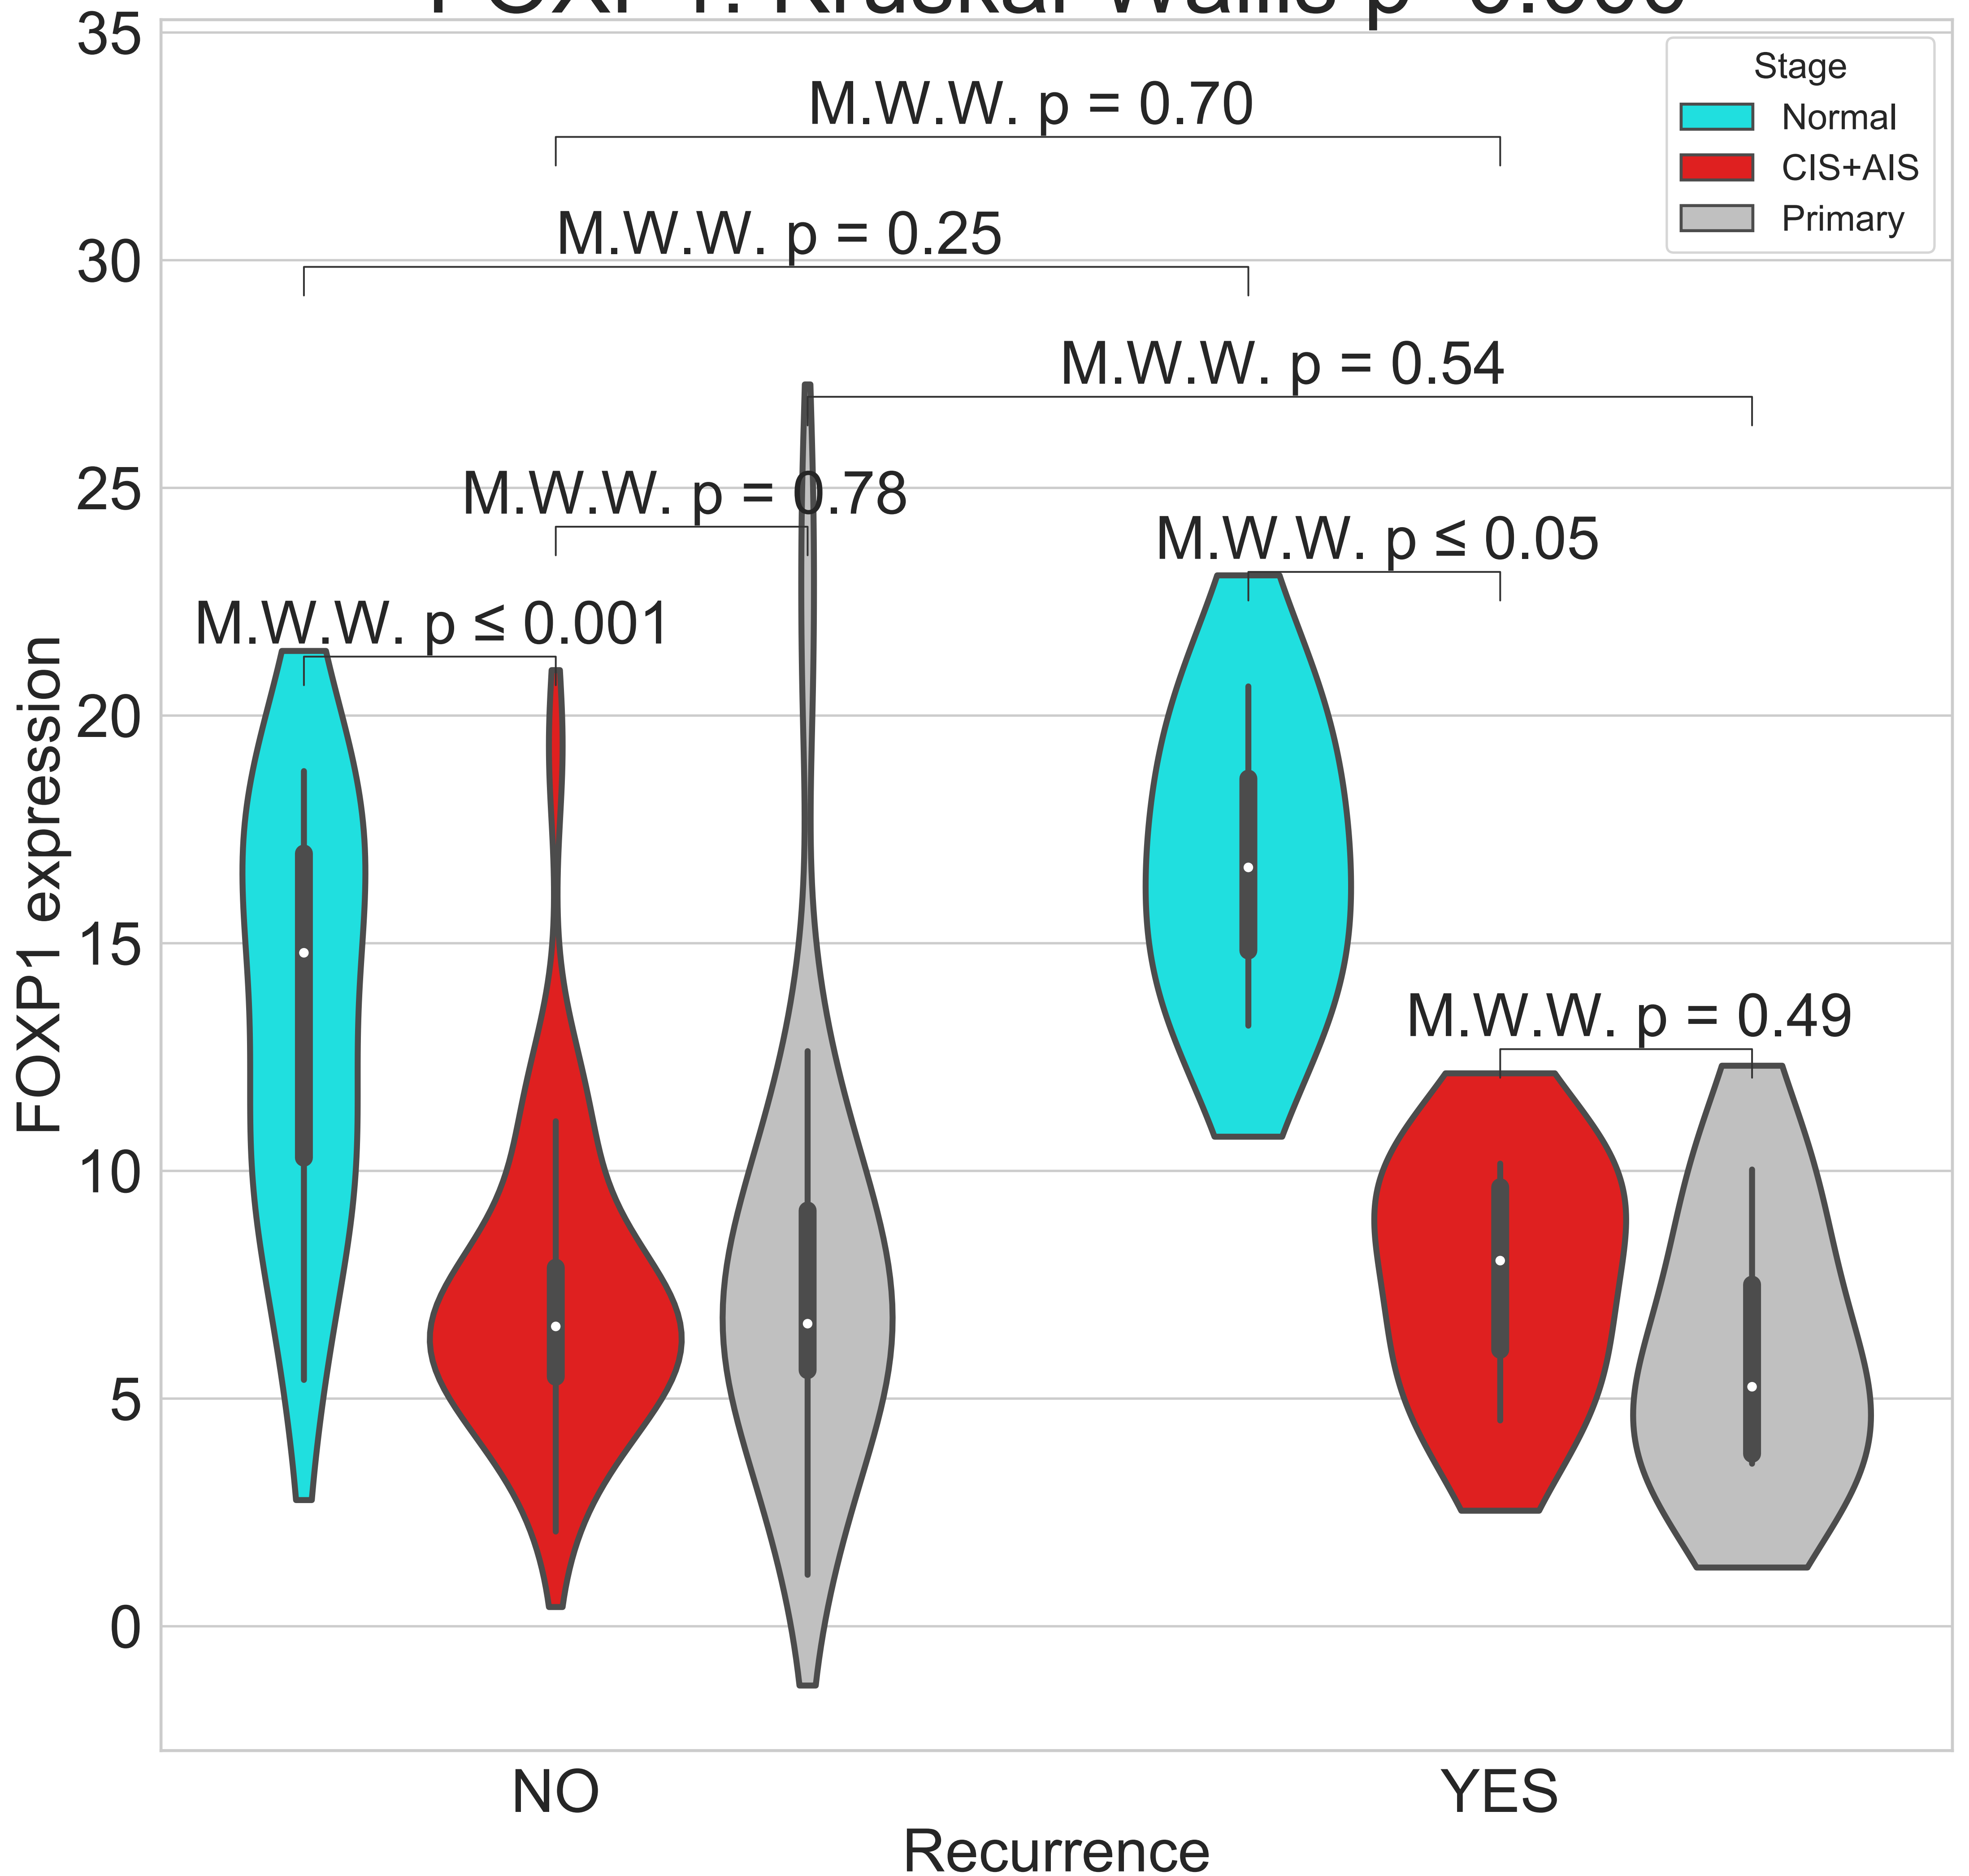 35
Stage
Normal
CIS+AIS
Primary
M.W.W. p = 0.70
M.W.W. p = 0.25
30
M.W.W. p = 0.54
M.W.W. p = 0.78
25
M.W.W. p ≤ 0.05
M.W.W. p ≤ 0.001
20
FOXP1 expression
15
M.W.W. p = 0.49
10
5
0
NO
YES
Recurrence